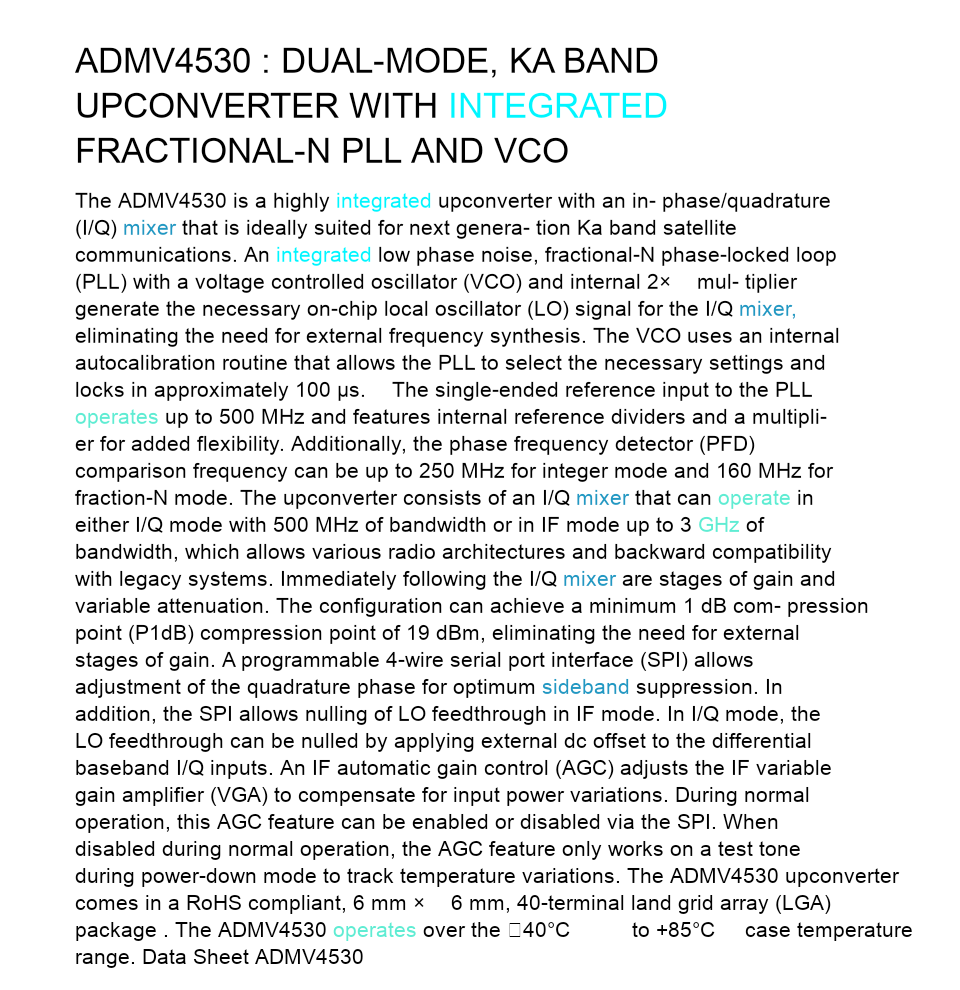 ADMV4530 : DUAL-MODE, KA BAND
UPCONVERTER WITH INTEGRATED
FRACTIONAL-N PLL AND VCO
The ADMV4530 is a highly integrated upconverter with an in- phase/quadrature
(I/Q) mixer that is ideally suited for next genera- tion Ka band satellite
communications. An integrated low phase noise, fractional-N phase-locked loop
(PLL) with a voltage controlled oscillator (VCO) and internal 2× mul- tiplier
generate the necessary on-chip local oscillator (LO) signal for the I/Q mixer,
eliminating the need for external frequency synthesis. The VCO uses an internal
autocalibration routine that allows the PLL to select the necessary settings and
locks in approximately 100 μs. The single-ended reference input to the PLL
operates up to 500 MHz and features internal reference dividers and a multipli-
er for added flexibility. Additionally, the phase frequency detector (PFD)
comparison frequency can be up to 250 MHz for integer mode and 160 MHz for
fraction-N mode. The upconverter consists of an I/Q mixer that can operate in
either I/Q mode with 500 MHz of bandwidth or in IF mode up to 3 GHz of
bandwidth, which allows various radio architectures and backward compatibility
with legacy systems. Immediately following the I/Q mixer are stages of gain and
variable attenuation. The configuration can achieve a minimum 1 dB com- pression
point (P1dB) compression point of 19 dBm, eliminating the need for external
stages of gain. A programmable 4-wire serial port interface (SPI) allows
adjustment of the quadrature phase for optimum sideband suppression. In
addition, the SPI allows nulling of LO feedthrough in IF mode. In I/Q mode, the
LO feedthrough can be nulled by applying external dc offset to the differential
baseband I/Q inputs. An IF automatic gain control (AGC) adjusts the IF variable
gain amplifier (VGA) to compensate for input power variations. During normal
operation, this AGC feature can be enabled or disabled via the SPI. When
disabled during normal operation, the AGC feature only works on a test tone
during power-down mode to track temperature variations. The ADMV4530 upconverter
comes in a RoHS compliant, 6 mm × 6 mm, 40-terminal land grid array (LGA)
package . The ADMV4530 operates over the □40°C to +85°C case temperature
range. Data Sheet ADMV4530